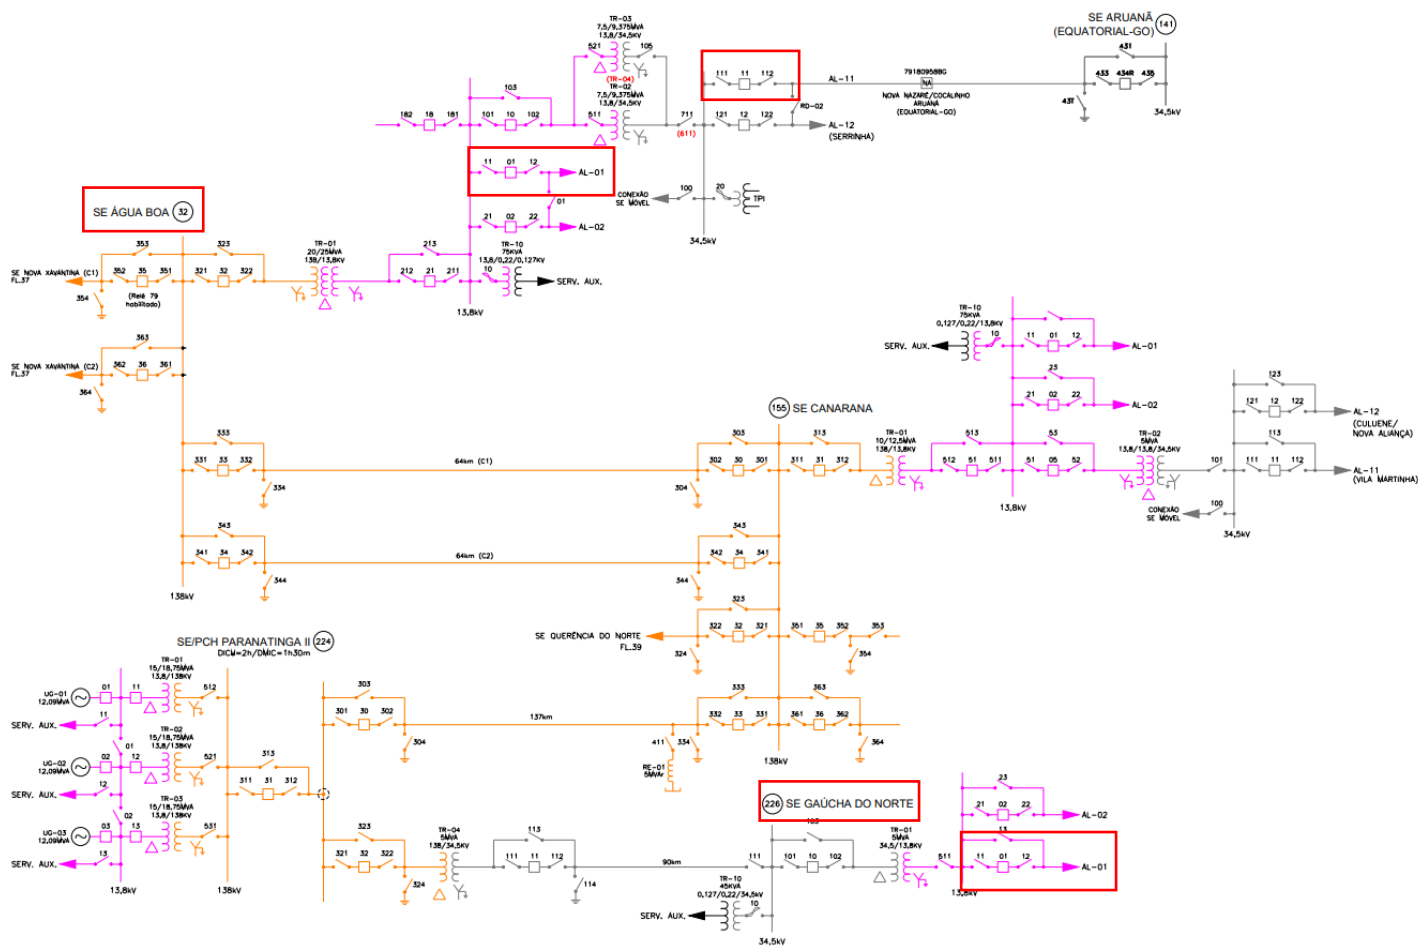 SE ARUANÃ
(EQUATORIAL-GO)
141
TR-03
7,5/9,375MVA
13,8/34,5KV
521
105
(TR-04)
TR-02
7,5/9,375MVA
13,8/34,5KV
511
711
(611)
103
182
18
181
101
10
102
111
11
112
AL-11
79180958BG
NA
NOVA NAZARÉ/COCALINHO
ARUANÃ
(EQUATORIAL-GO)
431
433
434R
435
34,5kV
RD-02
121
12
122
AL-12
(SERRINHA)
11
01
12
AL-01
01
21
02
22
AL-02
CONEXÃO
SE MÓVEL
100
20
TPI
34,5kV
SE ÁGUA BOA
32
353
323
SE NOVA XAVANTINA (C1)
FL.37
352
35
351
321
32
322
(Relé 79
habilitado)
354
TR-01
20/25MVA
138/13,8KV
213
212
21
211
TR-10
75KVA
13,8/0,22/0,127KV
10
SERV. AUX.
13,8kV
363
SE NOVA XAVANTINA (C2)
FL.37
362
36
361
364
333
331
33
332
334
64km (C1)
343
341
34
342
344
64km (C2)
138kV
155
SE CANARANA
303
302
30
301
304
313
311
31
312
TR-01
10/12,5MVA
138/13,8KV
513
512
51
511
TR-10
75KVA
0,127/0,22/13,8KV
SERV. AUX.
10
11
01
12
AL-01
23
21
02
22
AL-02
53
51
05
52
13,8kV
TR-02
5MVA
13,8/13,8/34,5KV
101
CONEXÃO
SE MÓVEL
100
34,5kV
123
121
12
122
AL-12
(CULUENE/
NOVA ALIANÇA)
113
111
11
112
AL-11
(VILA MARTINHA)
343
342
34
341
344
323
SE QUERÊNCIA DO NORTE
FL.39
322
32
321
324
351
35
352
353
354
333
332
33
331
334
363
361
36
362
364
411
RE-01
5MVAr
138kV
137km
SE/PCH PARANATINGA II
224
DICM=2h/DMIC=1h30m
UG-01
12,09MVA
01
11
TR-01
15/18,75MVA
13,8/138KV
512
SERV. AUX.
11
01
UG-02
12,09MVA
02
12
TR-02
15/18,75MVA
13,8/138KV
521
SERV. AUX.
12
02
UG-03
12,09MVA
03
13
TR-03
15/18,75MVA
13,8/138KV
531
SERV. AUX.
13
13,8kV
138kV
313
311
31
312
303
301
30
302
304
323
321
32
322
324
TR-04
5MVA
138/34,5KV
113
111
11
112
114
90km
226
SE GAÚCHA DO NORTE
111
101
10
102
TR-10
45KVA
0,127/0,22/34,5kV
10
SERV. AUX.
34,5kV
TR-01
5MVA
34,5/13,8KV
511
23
21
02
22
AL-02
13
11
01
12
AL-01